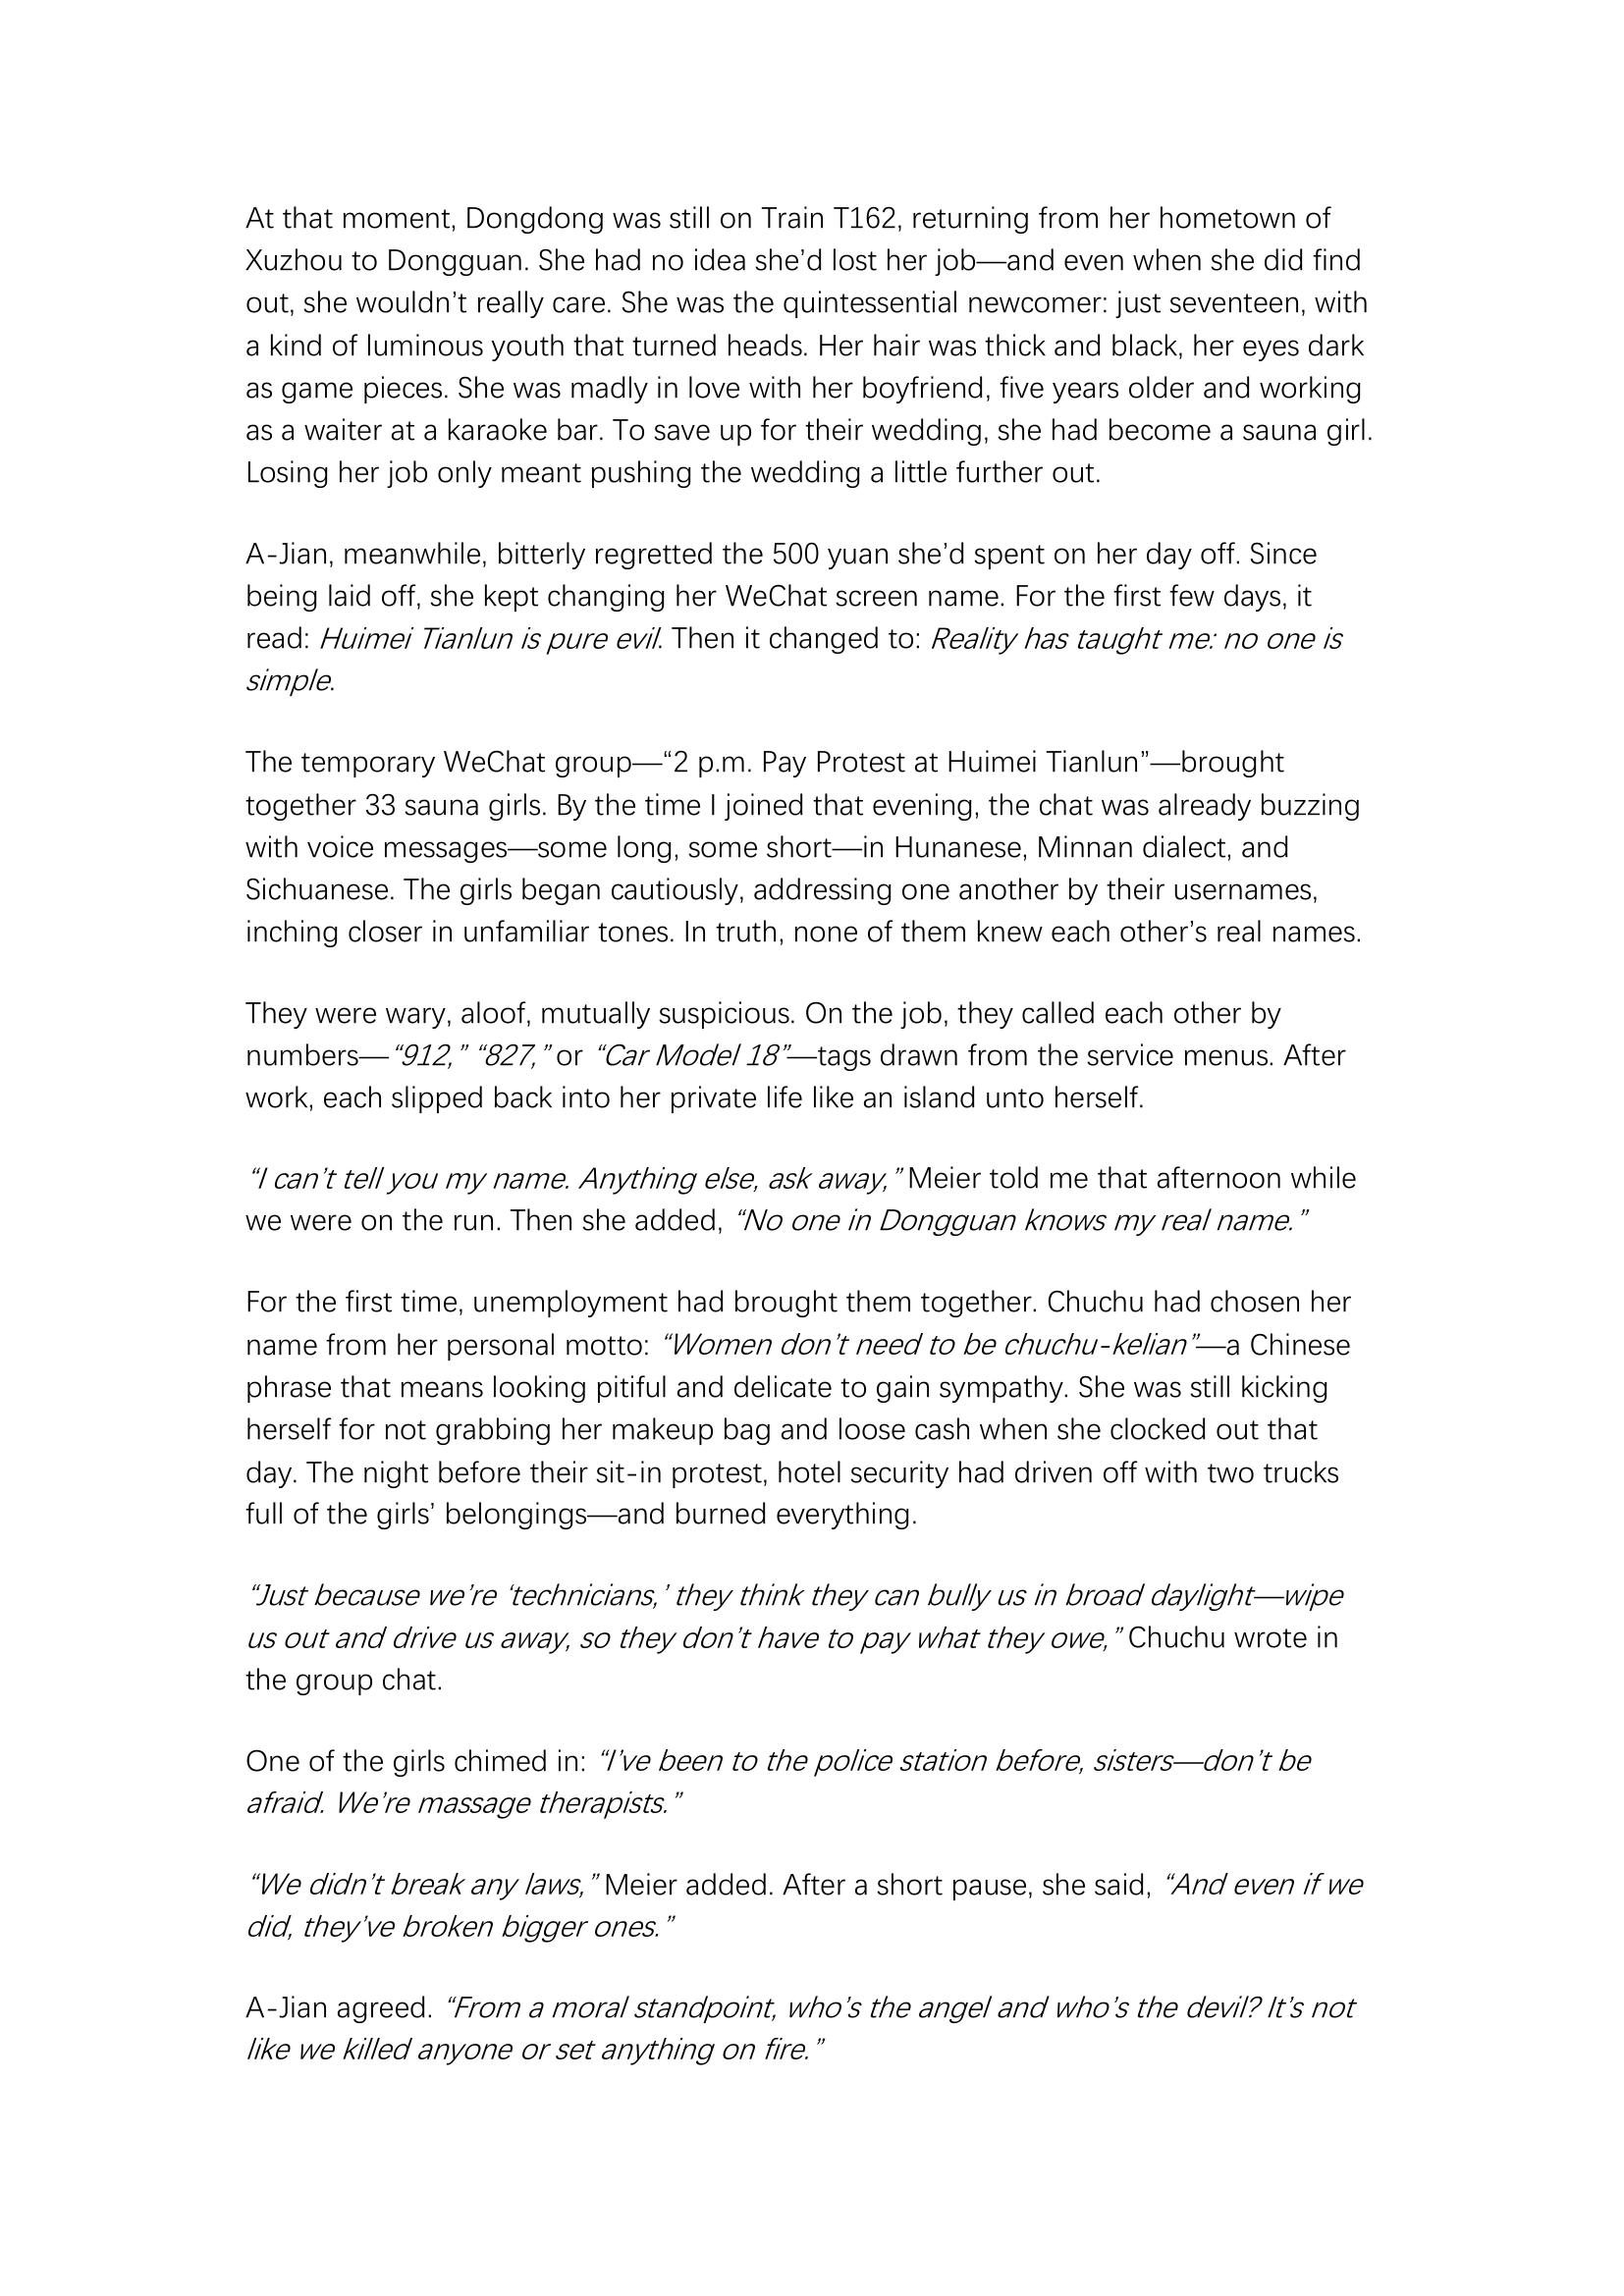 At that moment, Dongdong was still on Train T162, returning from her hometown of
Xuzhou to Dongguan. She had no idea she’d lost her job—and even when she did find
out, she wouldn’t really care. She was the quintessential newcomer: just seventeen, with
a kind of luminous youth that turned heads. Her hair was thick and black, her eyes dark
as game pieces. She was madly in love with her boyfriend, five years older and working
as a waiter at a karaoke bar. To save up for their wedding, she had become a sauna girl.
Losing her job only meant pushing the wedding a little further out.
A-Jian, meanwhile, bitterly regretted the 500 yuan she’d spent on her day off. Since
being laid off, she kept changing her WeChat screen name. For the first few days, it
read: Huimei Tianlun is pure evil. Then it changed to: Reality has taught me: no one is
simple.
The temporary WeChat group—“2 p.m. Pay Protest at Huimei Tianlun”—brought
together 33 sauna girls. By the time I joined that evening, the chat was already buzzing
with voice messages—some long, some short—in Hunanese, Minnan dialect, and
Sichuanese. The girls began cautiously, addressing one another by their usernames,
inching closer in unfamiliar tones. In truth, none of them knew each other’s real names.
They were wary, aloof, mutually suspicious. On the job, they called each other by
numbers—“912,” “827,” or “Car Model 18”—tags drawn from the service menus. After
work, each slipped back into her private life like an island unto herself.
“I can’t tell you my name. Anything else, ask away,” Meier told me that afternoon while
we were on the run. Then she added, “No one in Dongguan knows my real name.”
For the first time, unemployment had brought them together. Chuchu had chosen her
name from her personal motto: “Women don’t need to be chuchu-kelian”—a Chinese
phrase that means looking pitiful and delicate to gain sympathy. She was still kicking
herself for not grabbing her makeup bag and loose cash when she clocked out that
day. The night before their sit-in protest, hotel security had driven off with two trucks
full of the girls’ belongings—and burned everything.
“Just because we’re ‘technicians,’ they think they can bully us in broad daylight—wipe
us out and drive us away, so they don’t have to pay what they owe,” Chuchu wrote in
the group chat.
One of the girls chimed in: “I’ve been to the police station before, sisters—don’t be
afraid. We’re massage therapists.”
“We didn’t break any laws,” Meier added. After a short pause, she said, “And even if we
did, they’ve broken bigger ones.”
A-Jian agreed. “From a moral standpoint, who’s the angel and who’s the devil? It’s not
like we killed anyone or set anything on fire.”